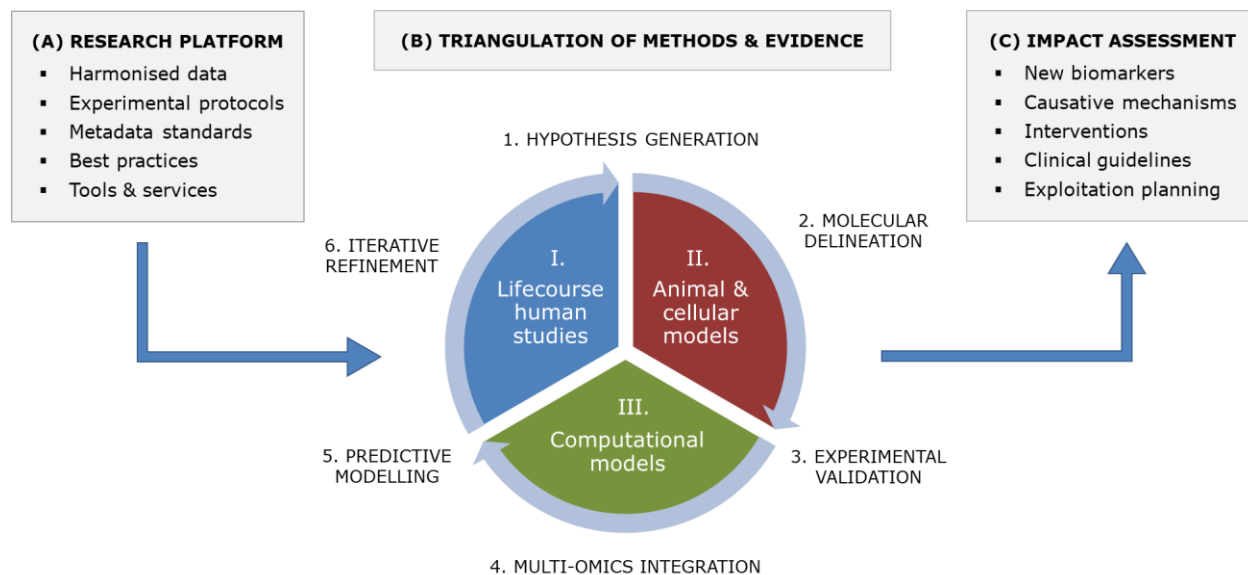 (A) RESEARCH PLATFORM
▪ Harmonised data
▪ Experimental protocols
▪ Metadata standards
▪ Best practices
▪ Tools & services
(B) TRIANGULATION OF METHODS & EVIDENCE
(C) IMPACT ASSESSMENT
▪ New biomarkers
▪ Causative mechanisms
▪ Interventions
▪ Clinical guidelines
▪ Exploitation planning
1. HYPOTHESIS GENERATION
2. MOLECULAR
DELINEATION
3. EXPERIMENTAL
VALIDATION
4. MULTI-OMICS INTEGRATION
5. PREDICTIVE
MODELLING
6. ITERATIVE
REFINEMENT
I.
Lifecourse
human
studies
II.
Animal &
cellular
models
III.
Computational
models